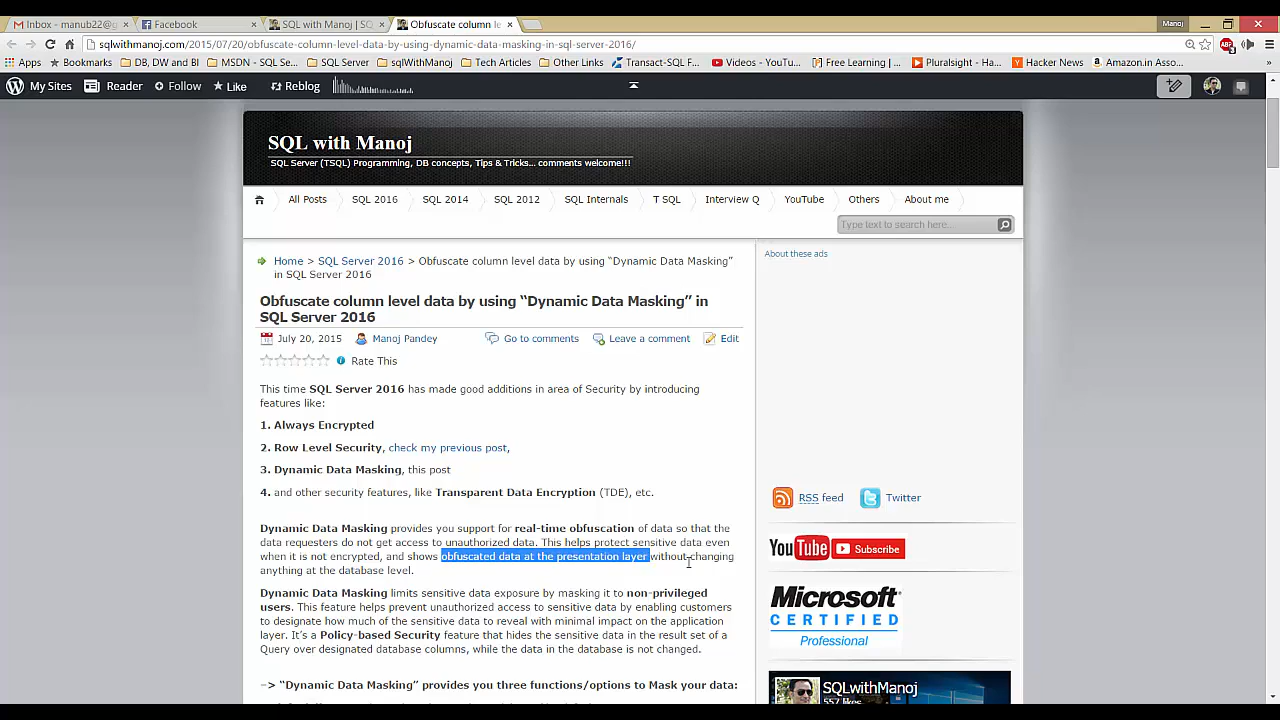 Inbox - manub22@g
Facebook
SQL with Manoj | SQ
Obfuscate column le
Manoj
sqlwithmanoj.com/2015/07/20/obfuscate-column-level-data-by-using-dynamic-data-masking-in-sql-server-2016/
Apps Bookmarks DB, DW and BI MSDN - SQL Se... SQL Server sqlWithManoj Tech Articles Other Links Transact-SQL F... Videos - YouTu... Free Learning | ... Pluralsight - Ha... Hacker News Amazon.in Asso...
My Sites Reader Follow Like Reblog
SQL with Manoj
SQL Server (TSQL) Programming, DB concepts, Tips & Tricks... comments welcome!!!
All Posts SQL 2016 SQL 2014 SQL 2012 SQL Internals T SQL Interview Q YouTube Others About me
Type text to search here...
Home > SQL Server 2016 > Obfuscate column level data by using “Dynamic Data Masking”
in SQL Server 2016
Obfuscate column level data by using “Dynamic Data Masking” in
SQL Server 2016
July 20, 2015 Manoj Pandey Go to comments Leave a comment Edit
Rate This
This time SQL Server 2016 has made good additions in area of Security by introducing
features like:
1. Always Encrypted
2. Row Level Security, check my previous post,
3. Dynamic Data Masking, this post
4. and other security features, like Transparent Data Encryption (TDE), etc.
Dynamic Data Masking provides you support for real-time obfuscation of data so that the
data requesters do not get access to unauthorized data. This helps protect sensitive data even
when it is not encrypted, and shows obfuscated data at the presentation layer without changing
anything at the database level.
Dynamic Data Masking limits sensitive data exposure by masking it to non-privileged
users. This feature helps prevent unauthorized access to sensitive data by enabling customers
to designate how much of the sensitive data to reveal with minimal impact on the application
layer. It’s a Policy-based Security feature that hides the sensitive data in the result set of a
Query over designated database columns, while the data in the database is not changed.
–> “Dynamic Data Masking” provides you three functions/options to Mask your data:
About these ads
RSS feed Twitter
YouTube Subscribe
Microsoft
CERTIFIED
Professional
SQLwithManoj
557 likes